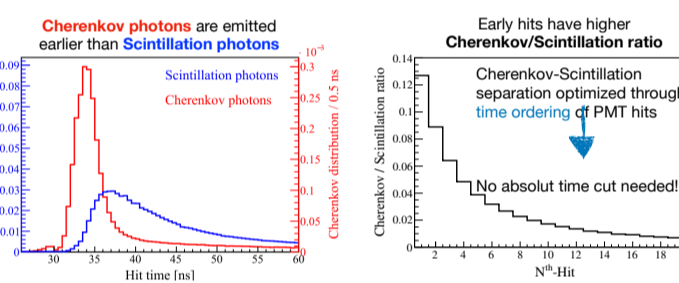 Cherenkov photons are emitted
earlier than Scintillation photons
Scintillation photons
Cherenkov photons
0.09
0.08
0.07
0.06
0.05
0.04
0.03
0.02
0.01
0
×10⁻³
0.3
0.25
0.2
0.15
0.1
0.05
0
Cherenkov distribution / 0.5 ns
30 35 40 45 50 55 60
Hit time [ns]
Early hits have higher
Cherenkov/Scintillation ratio
Cherenkov-Scintillation
separation optimized through
time ordering of PMT hits
No absolut time cut needed!
Cherenkov / Scintillation ratio
0.14
0.12
0.1
0.08
0.06
0.04
0.02
0
2 4 6 8 10 12 14 16 18
Nth-Hit